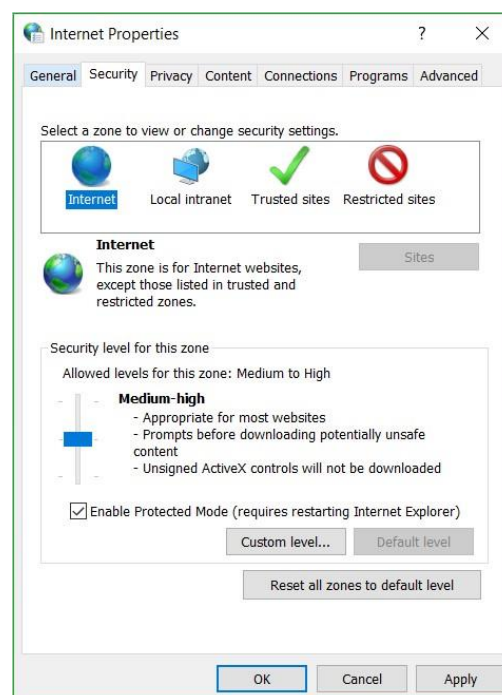 Internet Properties
?
General Security Privacy Content Connections Programs Advanced
Select a zone to view or change security settings.
Internet Local intranet Trusted sites Restricted sites
Internet
This zone is for Internet websites,
except those listed in trusted and
restricted zones.
Sites
Security level for this zone
Allowed levels for this zone: Medium to High
Medium-high
- Appropriate for most websites
- Prompts before downloading potentially unsafe
content
- Unsigned ActiveX controls will not be downloaded
Enable Protected Mode (requires restarting Internet Explorer)
Custom level... Default level
Reset all zones to default level
OK Cancel Apply